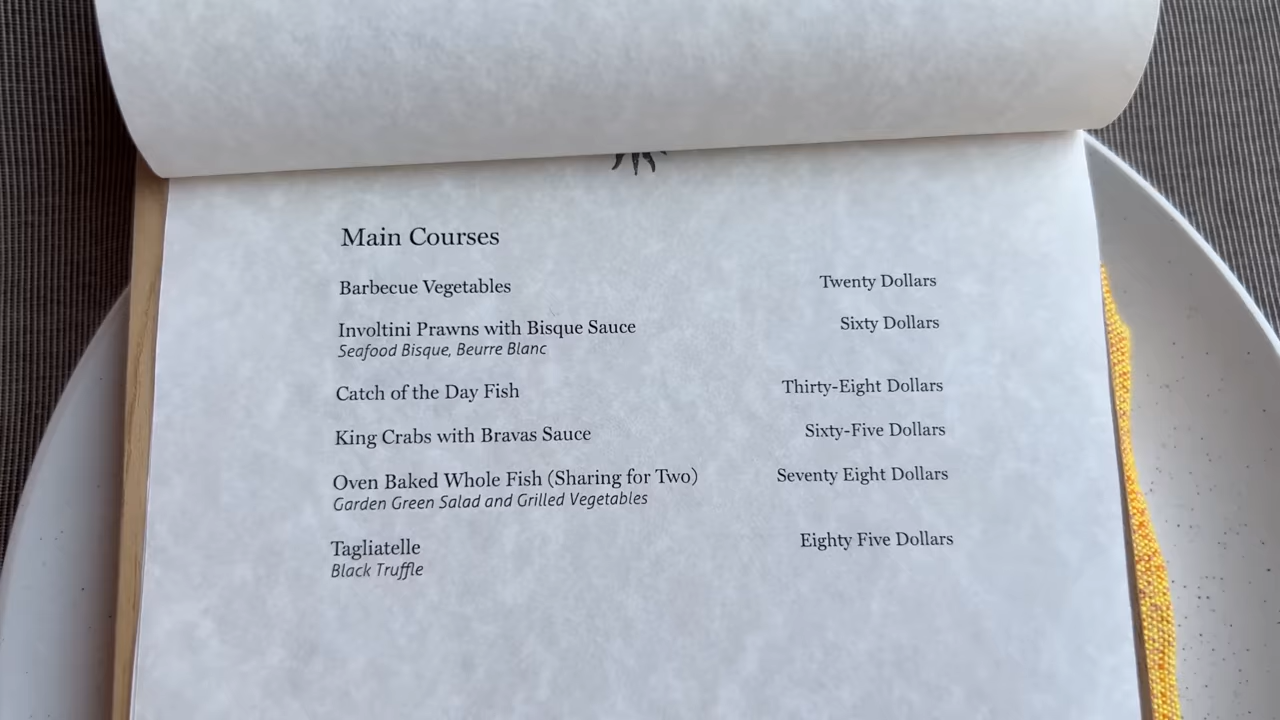 Main Courses
Barbecue Vegetables Twenty Dollars
Involtini Prawns with Bisque Sauce Sixty Dollars
Seafood Bisque, Beurre Blanc
Catch of the Day Fish Thirty-Eight Dollars
King Crabs with Bravas Sauce Sixty-Five Dollars
Oven Baked Whole Fish (Sharing for Two) Seventy Eight Dollars
Garden Green Salad and Grilled Vegetables
Tagliatelle Eighty Five Dollars
Black Truffle